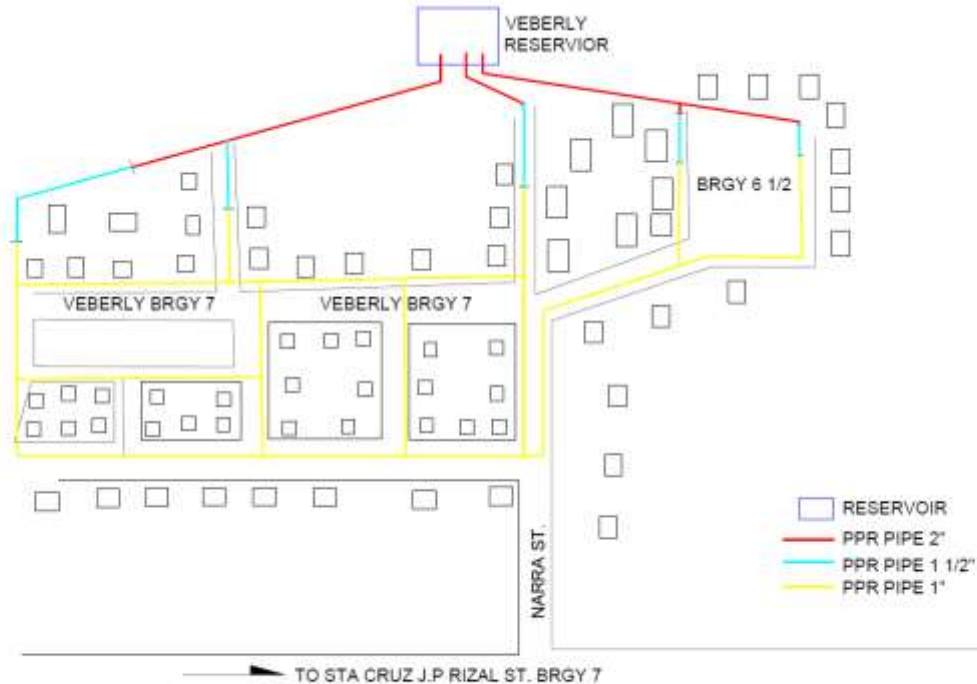 VEBERLY
RESERVIOR
BRGY 6 1/2
VEBERLY BRGY 7
VEBERLY BRGY 7
NARRA ST.
RESERVOIR
PPR PIPE 2"
PPR PIPE 1 1/2"
PPR PIPE 1"
TO STA CRUZ J.P RIZAL ST. BRGY 7